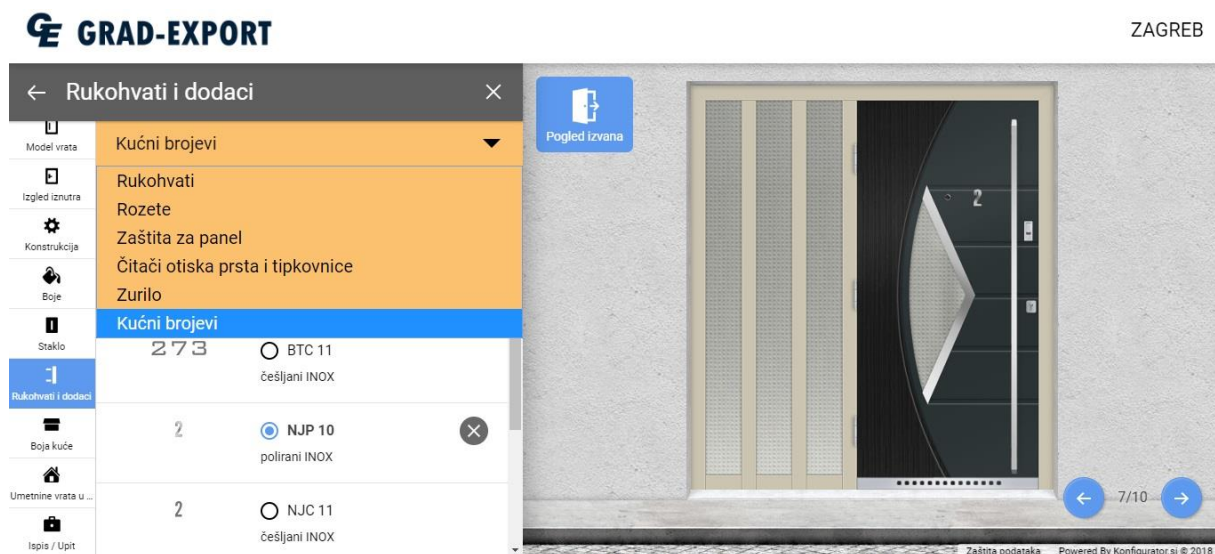 GE GRAD-EXPORT
ZAGREB
← Rukohvati i dodaci ×
Model vrata
Izgled iznutra
Konstrukcija
Boje
Staklo
Rukohvati i dodaci
Boja kuće
Umetnine vrata u ...
Ispis / Upit
Kućni brojevi
Rukohvati
Rozete
Zaštita za panel
Čitači otiska prsta i tipkovnice
Zurilo
Kućni brojevi
273 BTC 11
češljani INOX
2 NJP 10
polirani INOX
2 NJC 11
češljani INOX
Pogled izvana
2
← 7/10 →
Zaštita podataka Powered By Konfigurator.si © 2018